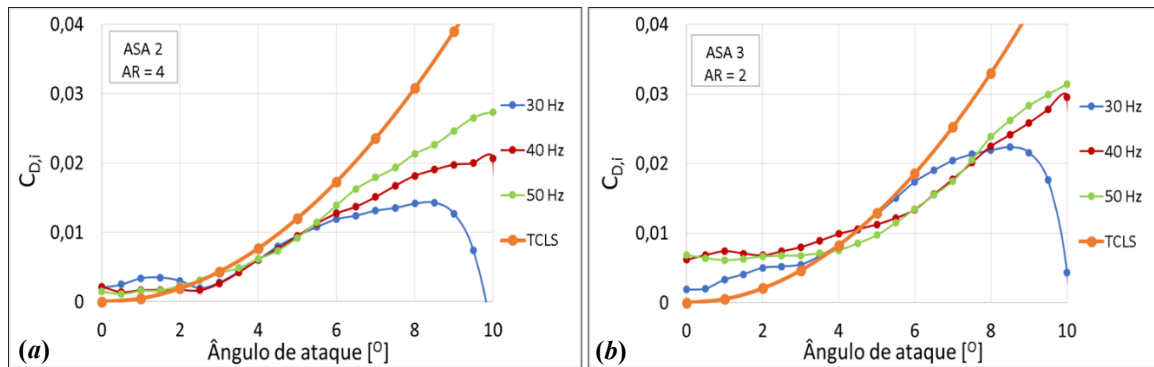 0,04
0,03
0,02
0,01
0
C_D,i
ASA 2
AR = 4
30 Hz
40 Hz
50 Hz
TCLS
0 2 4 6 8 10
Ângulo de ataque [º]
(a)
0,04
0,03
0,02
0,01
0
C_D,i
ASA 3
AR = 2
30 Hz
40 Hz
50 Hz
TCLS
0 2 4 6 8 10
Ângulo de ataque [º]
(b)